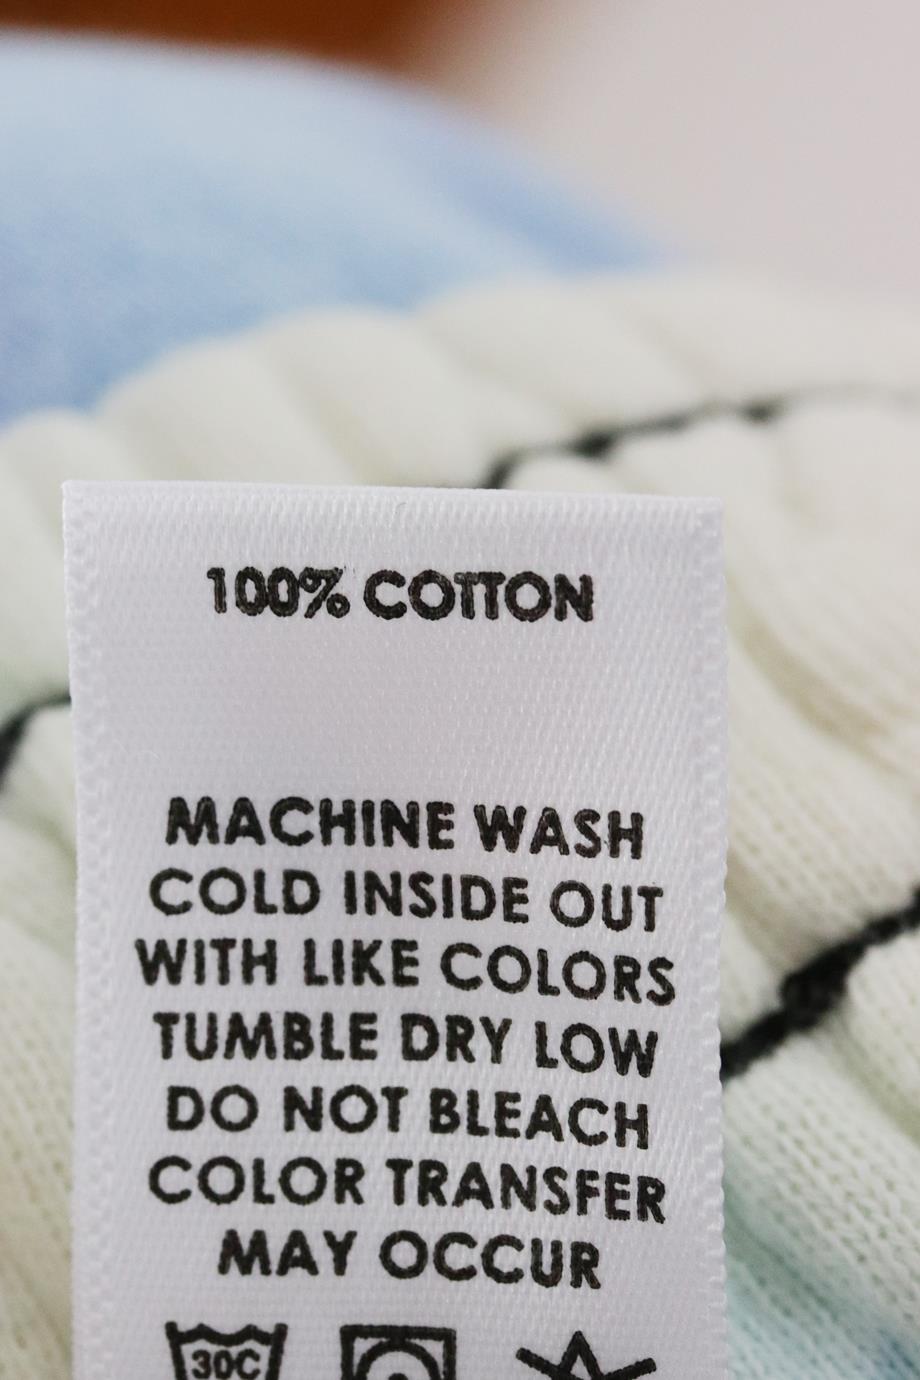 100% COTTON
MACHINE WASH
COLD INSIDE OUT
WITH LIKE COLORS
TUMBLE DRY LOW
DO NOT BLEACH
COLOR TRANSFER
MAY OCCUR
30C